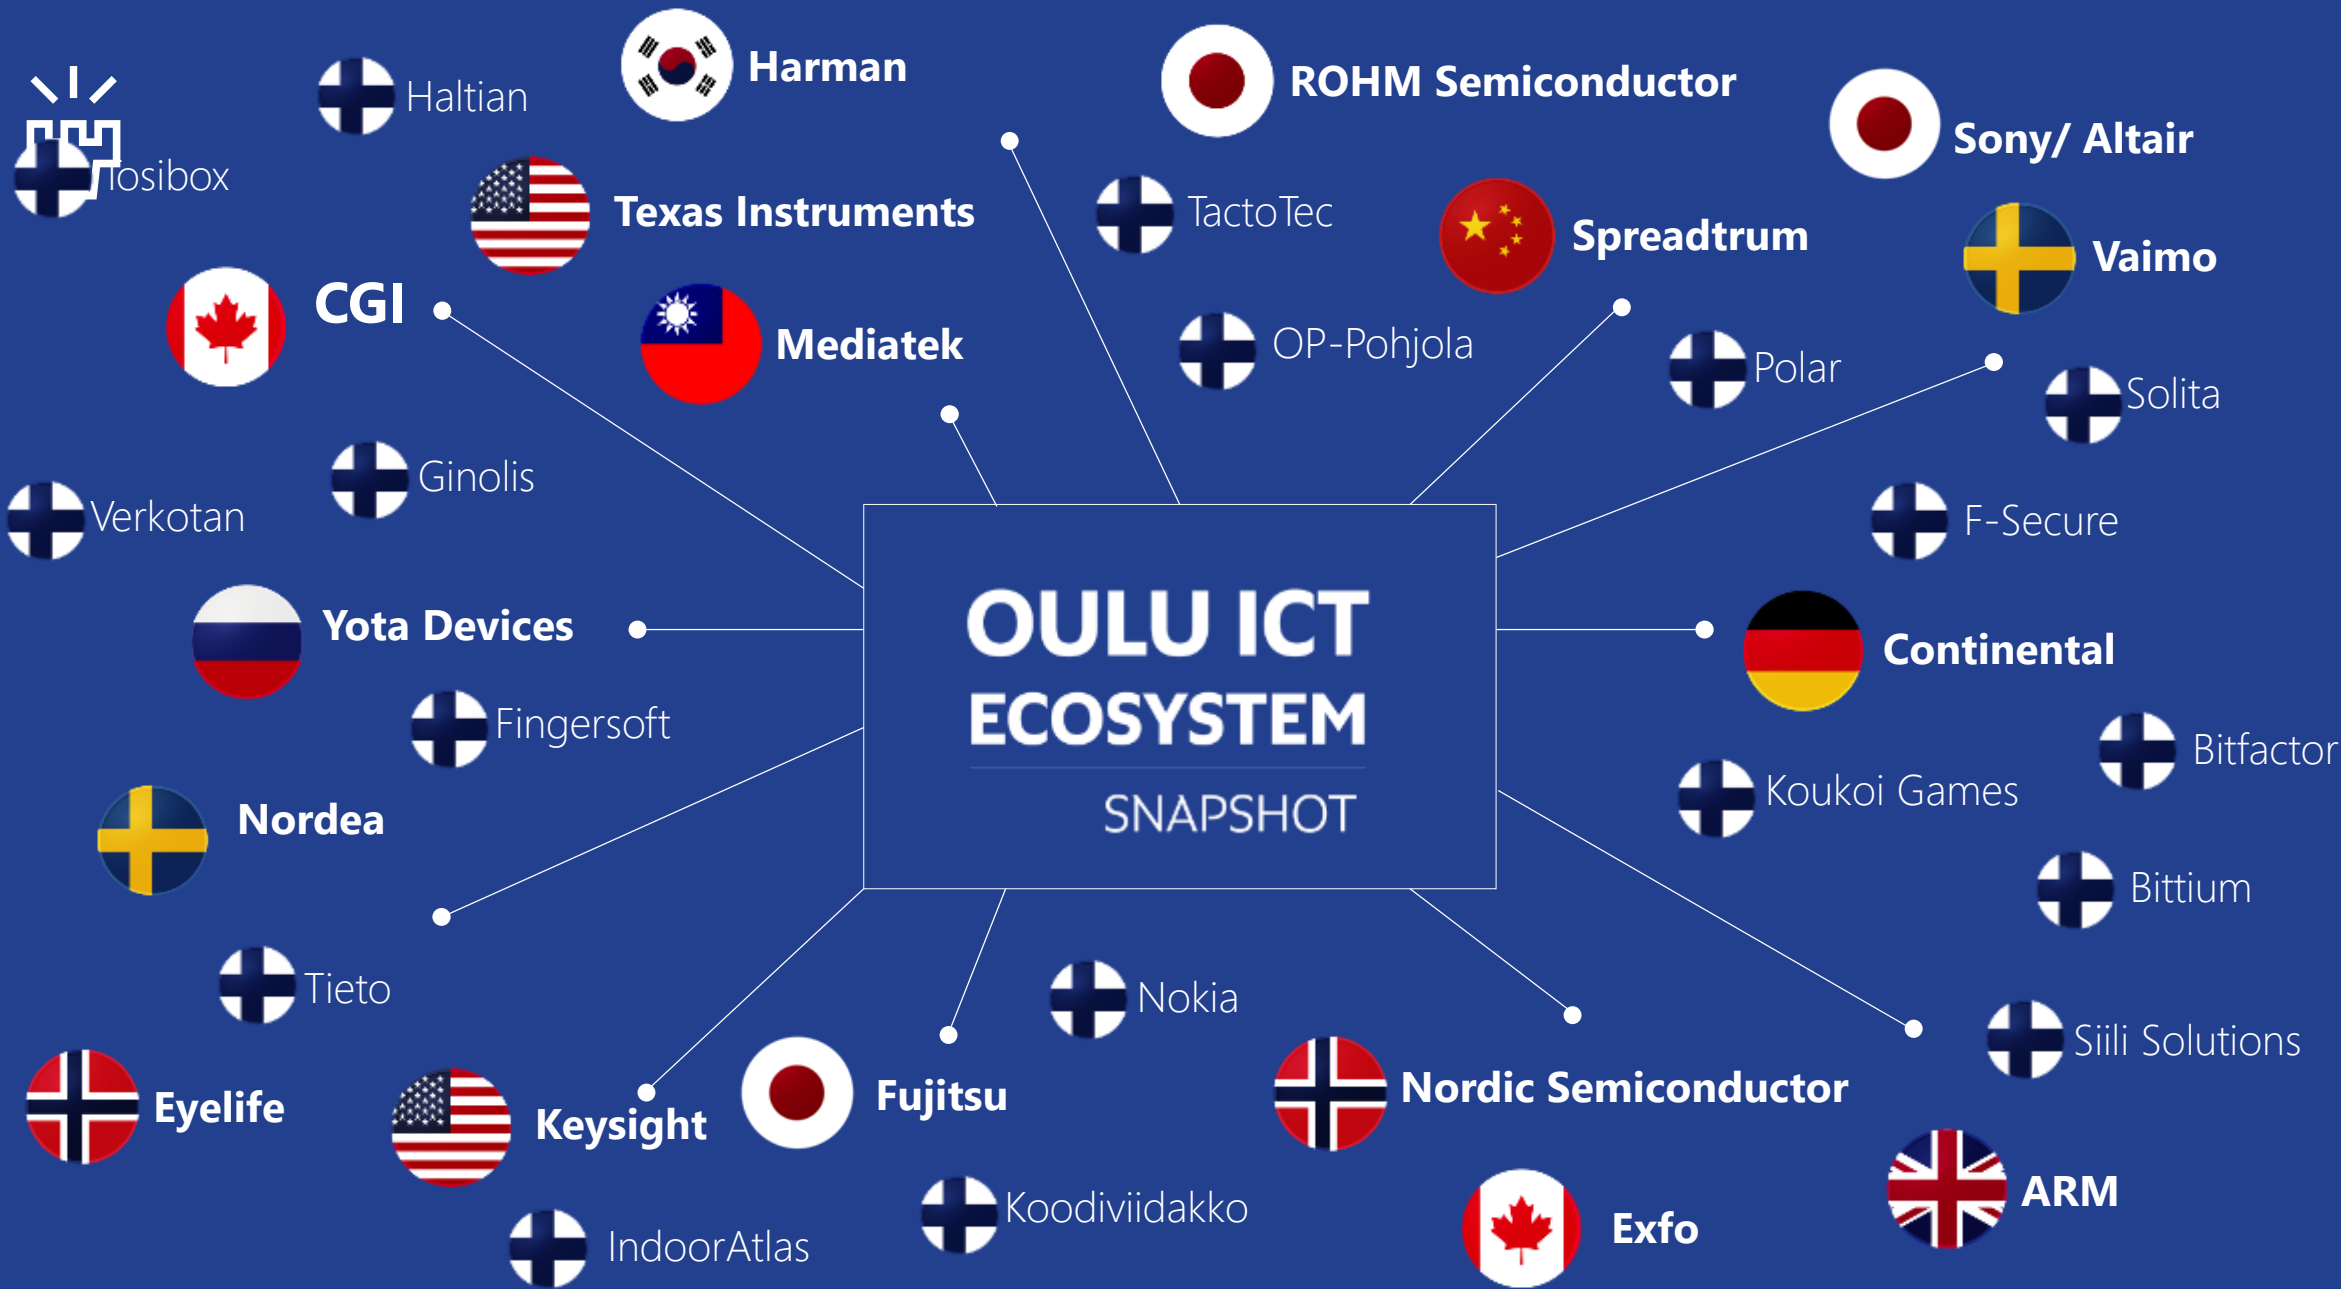 Harman
ROHM Semiconductor
Haltian
Sony/ Altair
Tosibox
Texas Instruments
TactoTec
Spreadtrum
Vaimo
CGI
Mediatek
OP-Pohjola
Polar
Solita
Ginolis
Verkotan
F-Secure
Yota Devices
OULU ICT
ECOSYSTEM
SNAPSHOT
Continental
Fingersoft
Bitfactor
Koukoi Games
Nordea
Bittium
Tieto
Nokia
Siili Solutions
Eyelife
Keysight
Fujitsu
Nordic Semiconductor
ARM
Koodiviidakko
Exfo
IndoorAtlas